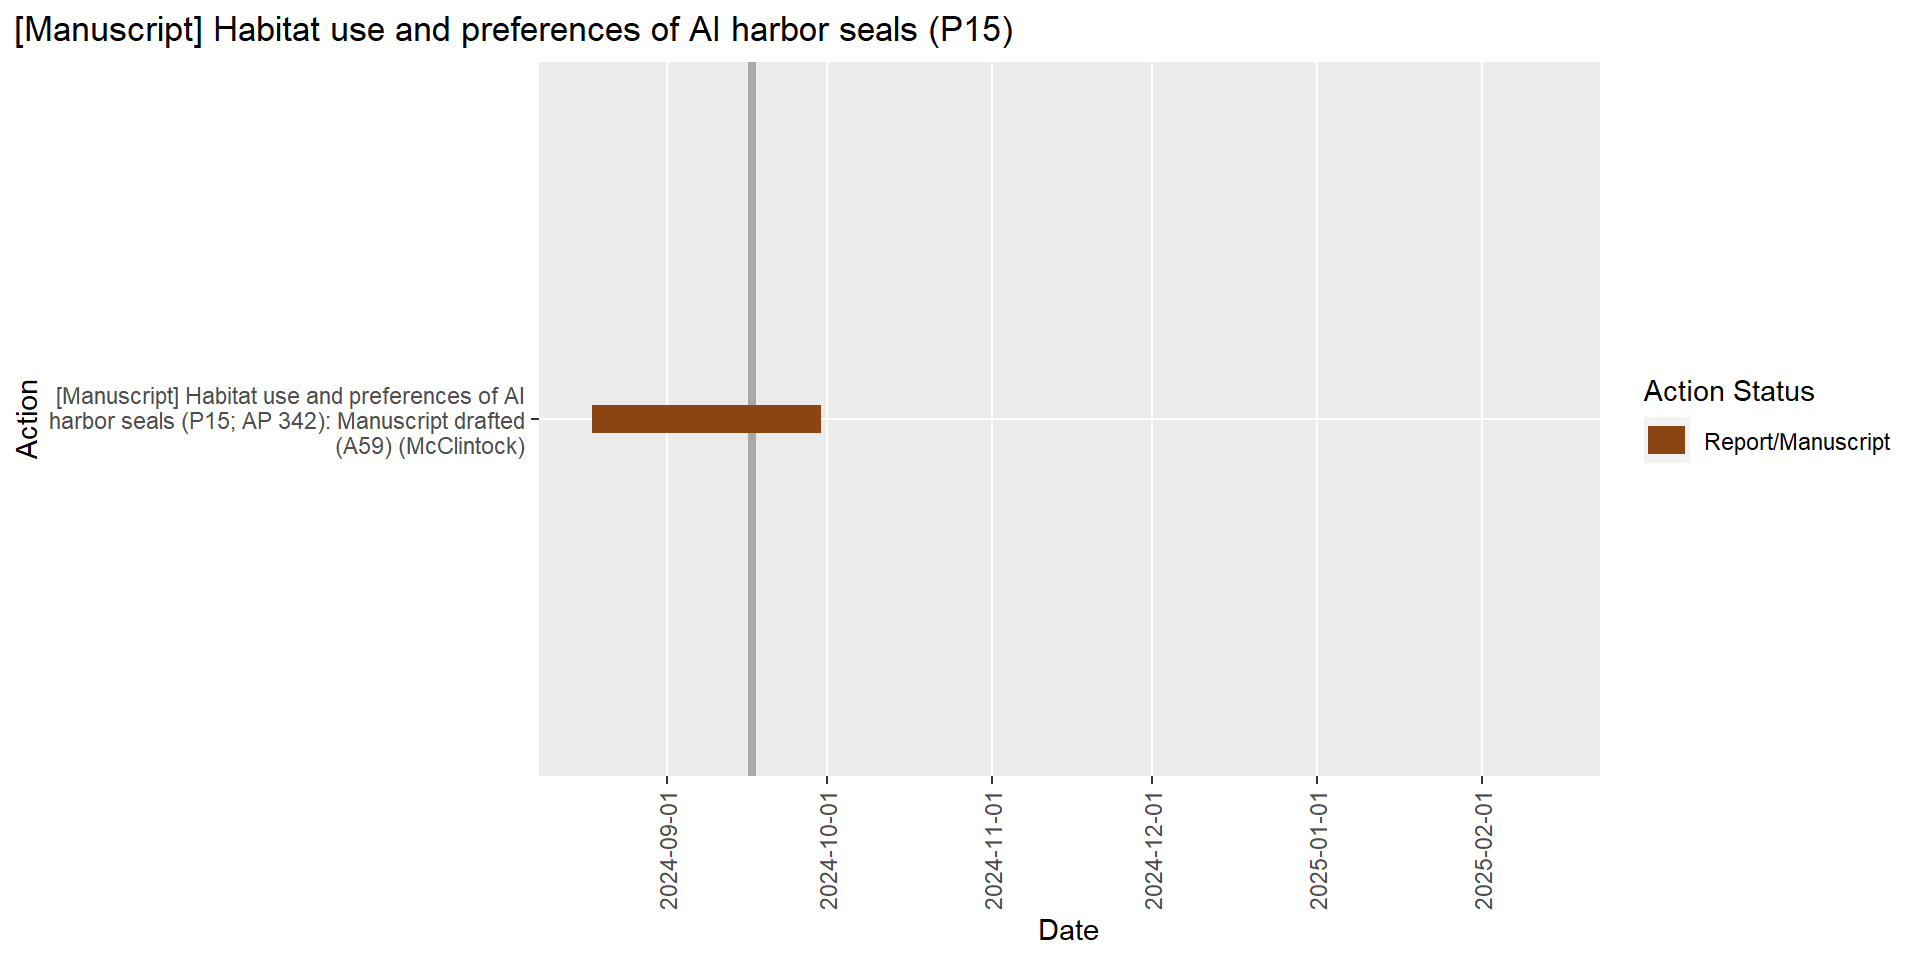 [Manuscript] Habitat use and preferences of AI harbor seals (P15)
Action
[Manuscript] Habitat use and preferences of AI
harbor seals (P15; AP 342): Manuscript drafted
(A59) (McClintock)
Action Status
Report/Manuscript
2024-09-01
2024-10-01
2024-11-01
2024-12-01
2025-01-01
2025-02-01
Date